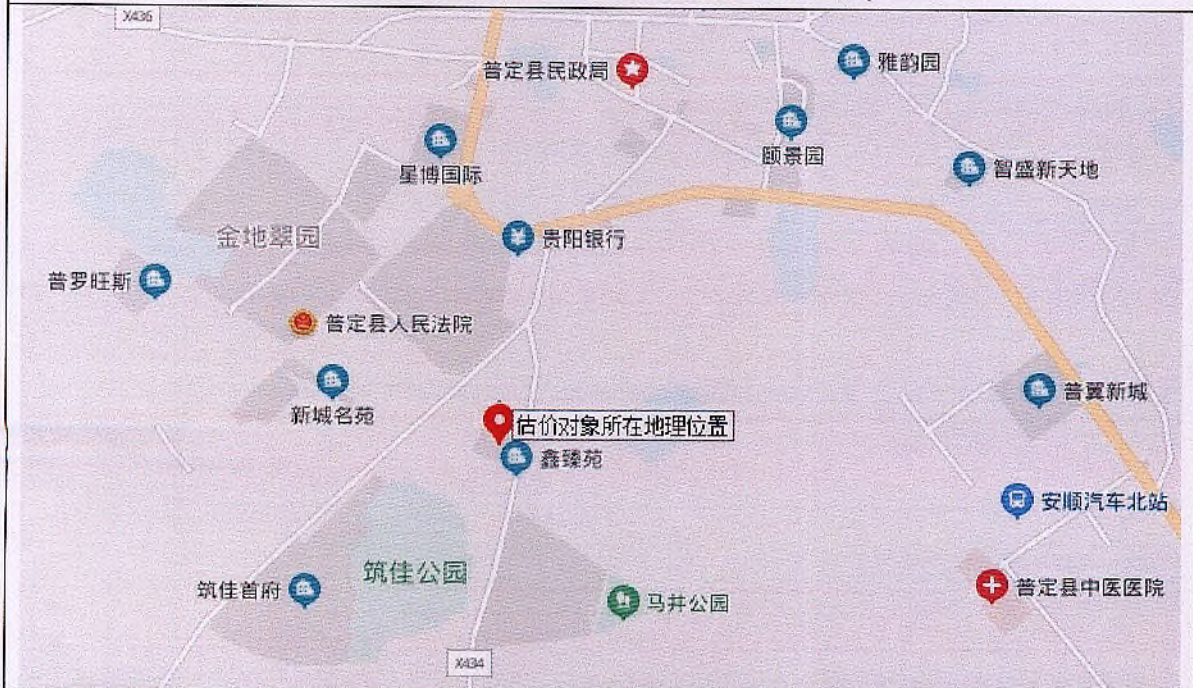 X436
普定县民政局
雅韵园
颐景园
星博国际
智盛新天地
金地翠园
贵阳银行
普罗旺斯
普定县人民法院
新城名苑
普翼新城
估价对象所在地理位置
鑫臻苑
安顺汽车北站
筑佳公园
筑佳首府
马井公园
普定县中医医院
X434